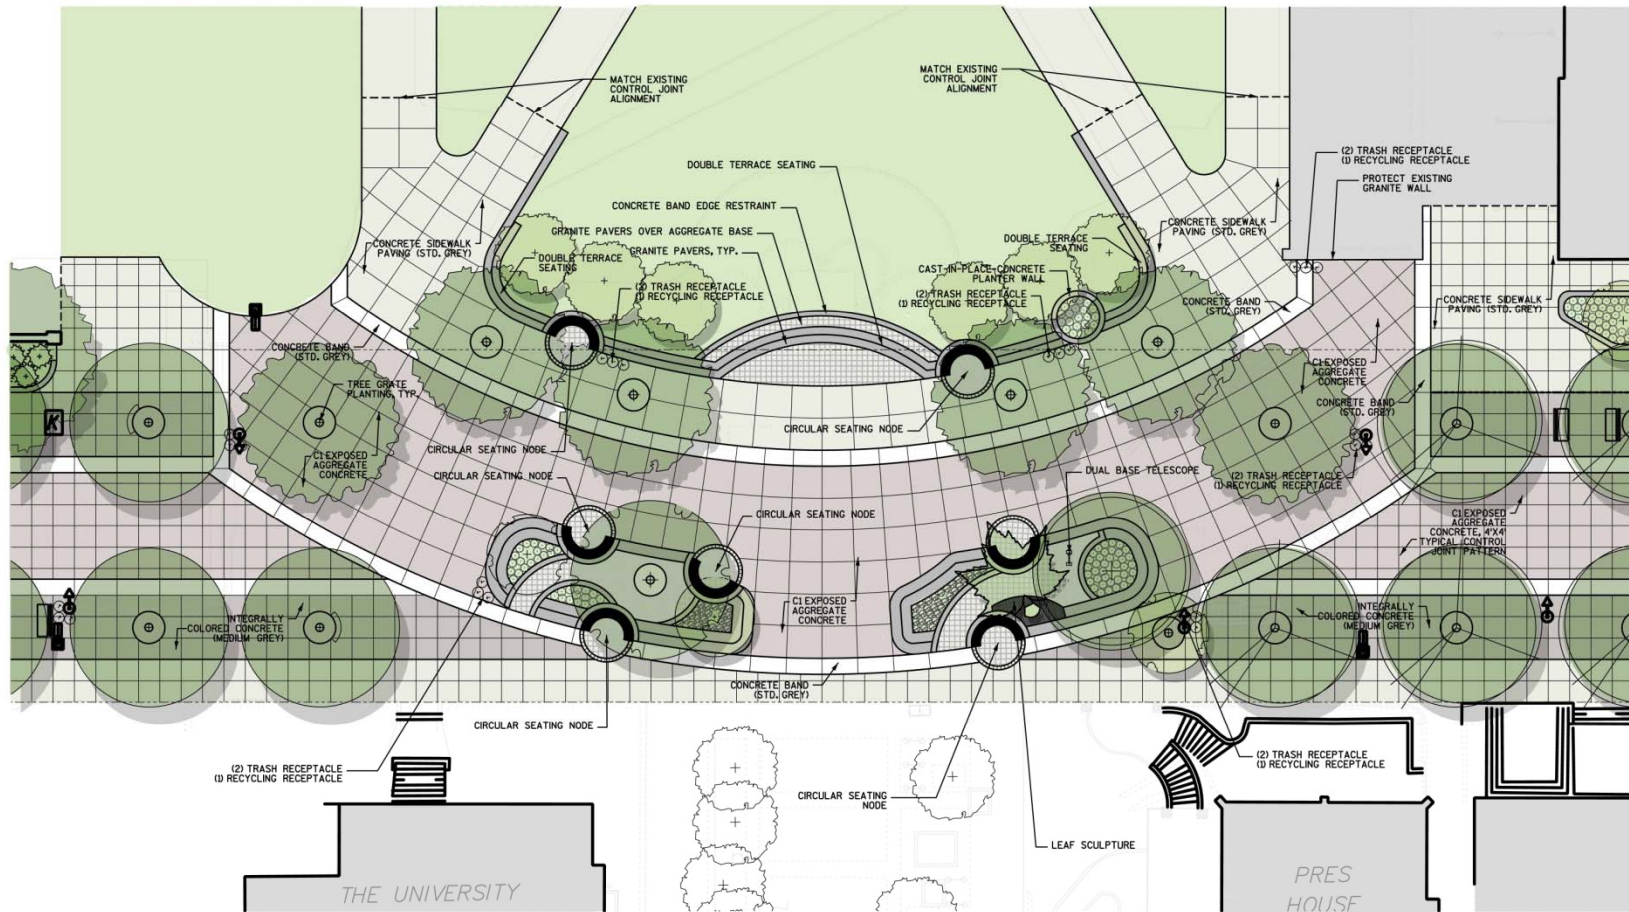 MATCH EXISTING
CONTROL JOINT
ALIGNMENT
MATCH EXISTING
CONTROL JOINT
ALIGNMENT
(2) TRASH RECEPTACLE
(1) RECYCLING RECEPTACLE
PROTECT EXISTING
GRANITE WALL
DOUBLE TERRACE SEATING
CONCRETE BAND EDGE RESTRAINT
GRANITE PAVERS OVER AGGREGATE BASE
GRANITE PAVERS, TYP.
CONCRETE SIDEWALK
PAVING (STD. GREY)
DOUBLE TERRACE
SEATING
(2) TRASH RECEPTACLE
(1) RECYCLING RECEPTACLE
CONCRETE SIDEWALK
PAVING (STD. GREY)
DOUBLE TERRACE
SEATING
CAST-IN-PLACE-CONCRETE
PLANTER WALL
(2) TRASH RECEPTACLE
(1) RECYCLING RECEPTACLE
CONCRETE BAND
(STD. GREY)
CONCRETE SIDEWALK
PAVING (STD. GREY)
CONCRETE BAND
(STD. GREY)
TREE GRATE
PLANTING, TYP.
C1 EXPOSED
AGGREGATE
CONCRETE
CONCRETE BAND
(STD. GREY)
K
CIRCULAR SEATING NODE
CIRCULAR SEATING NODE
C1 EXPOSED
AGGREGATE
CONCRETE
CIRCULAR SEATING NODE
DUAL BASE TELESCOPE
(2) TRASH RECEPTACLE
(1) RECYCLING RECEPTACLE
CIRCULAR SEATING NODE
C1 EXPOSED
AGGREGATE
CONCRETE, 4'X4'
TYPICAL CONTROL
JOINT PATTERN
C1 EXPOSED
AGGREGATE
CONCRETE
INTEGRALLY
COLORED CONCRETE
(MEDIUM GREY)
INTEGRALLY
COLORED CONCRETE
(MEDIUM GREY)
CONCRETE BAND
(STD. GREY)
CIRCULAR SEATING NODE
(2) TRASH RECEPTACLE
(1) RECYCLING RECEPTACLE
(2) TRASH RECEPTACLE
(1) RECYCLING RECEPTACLE
CIRCULAR SEATING
NODE
LEAF SCULPTURE
THE UNIVERSITY
PRES
HOUSE